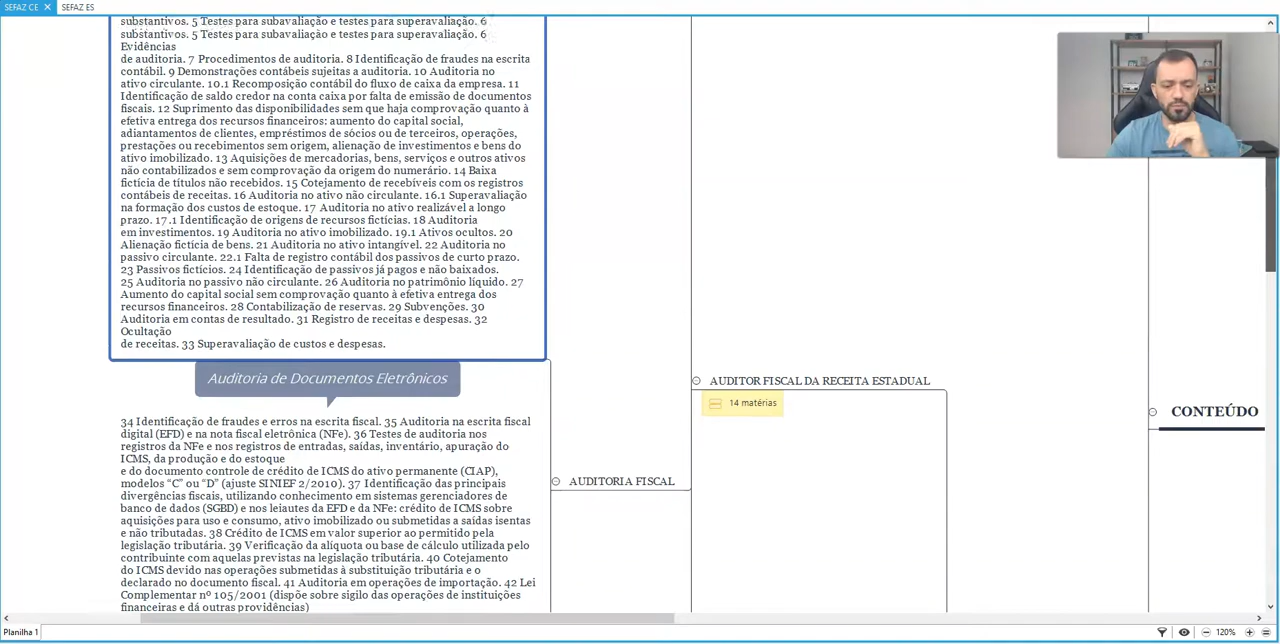 SEFAZ CE
SEFAZ ES
substantivos. 5 Testes para subavaliação e testes para superavaliação. 6
substantivos. 5 Testes para subavaliação e testes para superavaliação. 6
Evidências
de auditoria. 7 Procedimentos de auditoria. 8 Identificação de fraudes na escrita
contábil. 9 Demonstrações contábeis sujeitas a auditoria. 10 Auditoria no
ativo circulante. 10.1 Recomposição contábil do fluxo de caixa da empresa. 11
Identificação de saldo credor na conta caixa por falta de emissão de documentos
fiscais. 12 Suprimento das disponibilidades sem que haja comprovação quanto à
efetiva entrega dos recursos financeiros: aumento do capital social,
adiantamentos de clientes, empréstimos de sócios ou de terceiros, operações,
prestações ou recebimentos sem origem, alienação de investimentos e bens do
ativo imobilizado. 13 Aquisições de mercadorias, bens, serviços e outros ativos
não contabilizados e sem comprovação da origem do numerário. 14 Baixa
fictícia de títulos não recebidos. 15 Cotejamento de recebíveis com os registros
contábeis de receitas. 16 Auditoria no ativo não circulante. 16.1 Superavaliação
na formação dos custos de estoque. 17 Auditoria no ativo realizável a longo
prazo. 17.1 Identificação de origens de recursos fictícias. 18 Auditoria
em investimentos. 19 Auditoria no ativo imobilizado. 19.1 Ativos ocultos. 20
Alienação fictícia de bens. 21 Auditoria no ativo intangível. 22 Auditoria no
passivo circulante. 22.1 Falta de registro contábil dos passivos de curto prazo.
23 Passivos fictícios. 24 Identificação de passivos já pagos e não baixados.
25 Auditoria no passivo não circulante. 26 Auditoria no patrimônio líquido. 27
Aumento do capital social sem comprovação quanto à efetiva entrega dos
recursos financeiros. 28 Contabilização de reservas. 29 Subvenções. 30
Auditoria em contas de resultado. 31 Registro de receitas e despesas. 32
Ocultação
de receitas. 33 Superavaliação de custos e despesas.
Auditoria de Documentos Eletrônicos
34 Identificação de fraudes e erros na escrita fiscal. 35 Auditoria na escrita fiscal
digital (EFD) e na nota fiscal eletrônica (NFe). 36 Testes de auditoria nos
registros da NFe e nos registros de entradas, saídas, inventário, apuração do
ICMS, da produção e do estoque
e do documento controle de crédito de ICMS do ativo permanente (CIAP),
modelos “C” ou “D” (ajuste SINIEF 2/2010). 37 Identificação das principais
divergências fiscais, utilizando conhecimento em sistemas gerenciadores de
banco de dados (SGBD) e nos leiautes da EFD e da NFe: crédito de ICMS sobre
aquisições para uso e consumo, ativo imobilizado ou submetidas a saídas isentas
e não tributadas. 38 Crédito de ICMS em valor superior ao permitido pela
legislação tributária. 39 Verificação da alíquota ou base de cálculo utilizada pelo
contribuinte com aquelas previstas na legislação tributária. 40 Cotejamento
do ICMS devido nas operações submetidas à substituição tributária e o
declarado no documento fiscal. 41 Auditoria em operações de importação. 42 Lei
Complementar nº 105/2001 (dispõe sobre sigilo das operações de instituições
financeiras e dá outras providências)
AUDITORIA FISCAL
AUDITOR FISCAL DA RECEITA ESTADUAL
14 matérias
CONTEÚDO
Planilha 1
120%